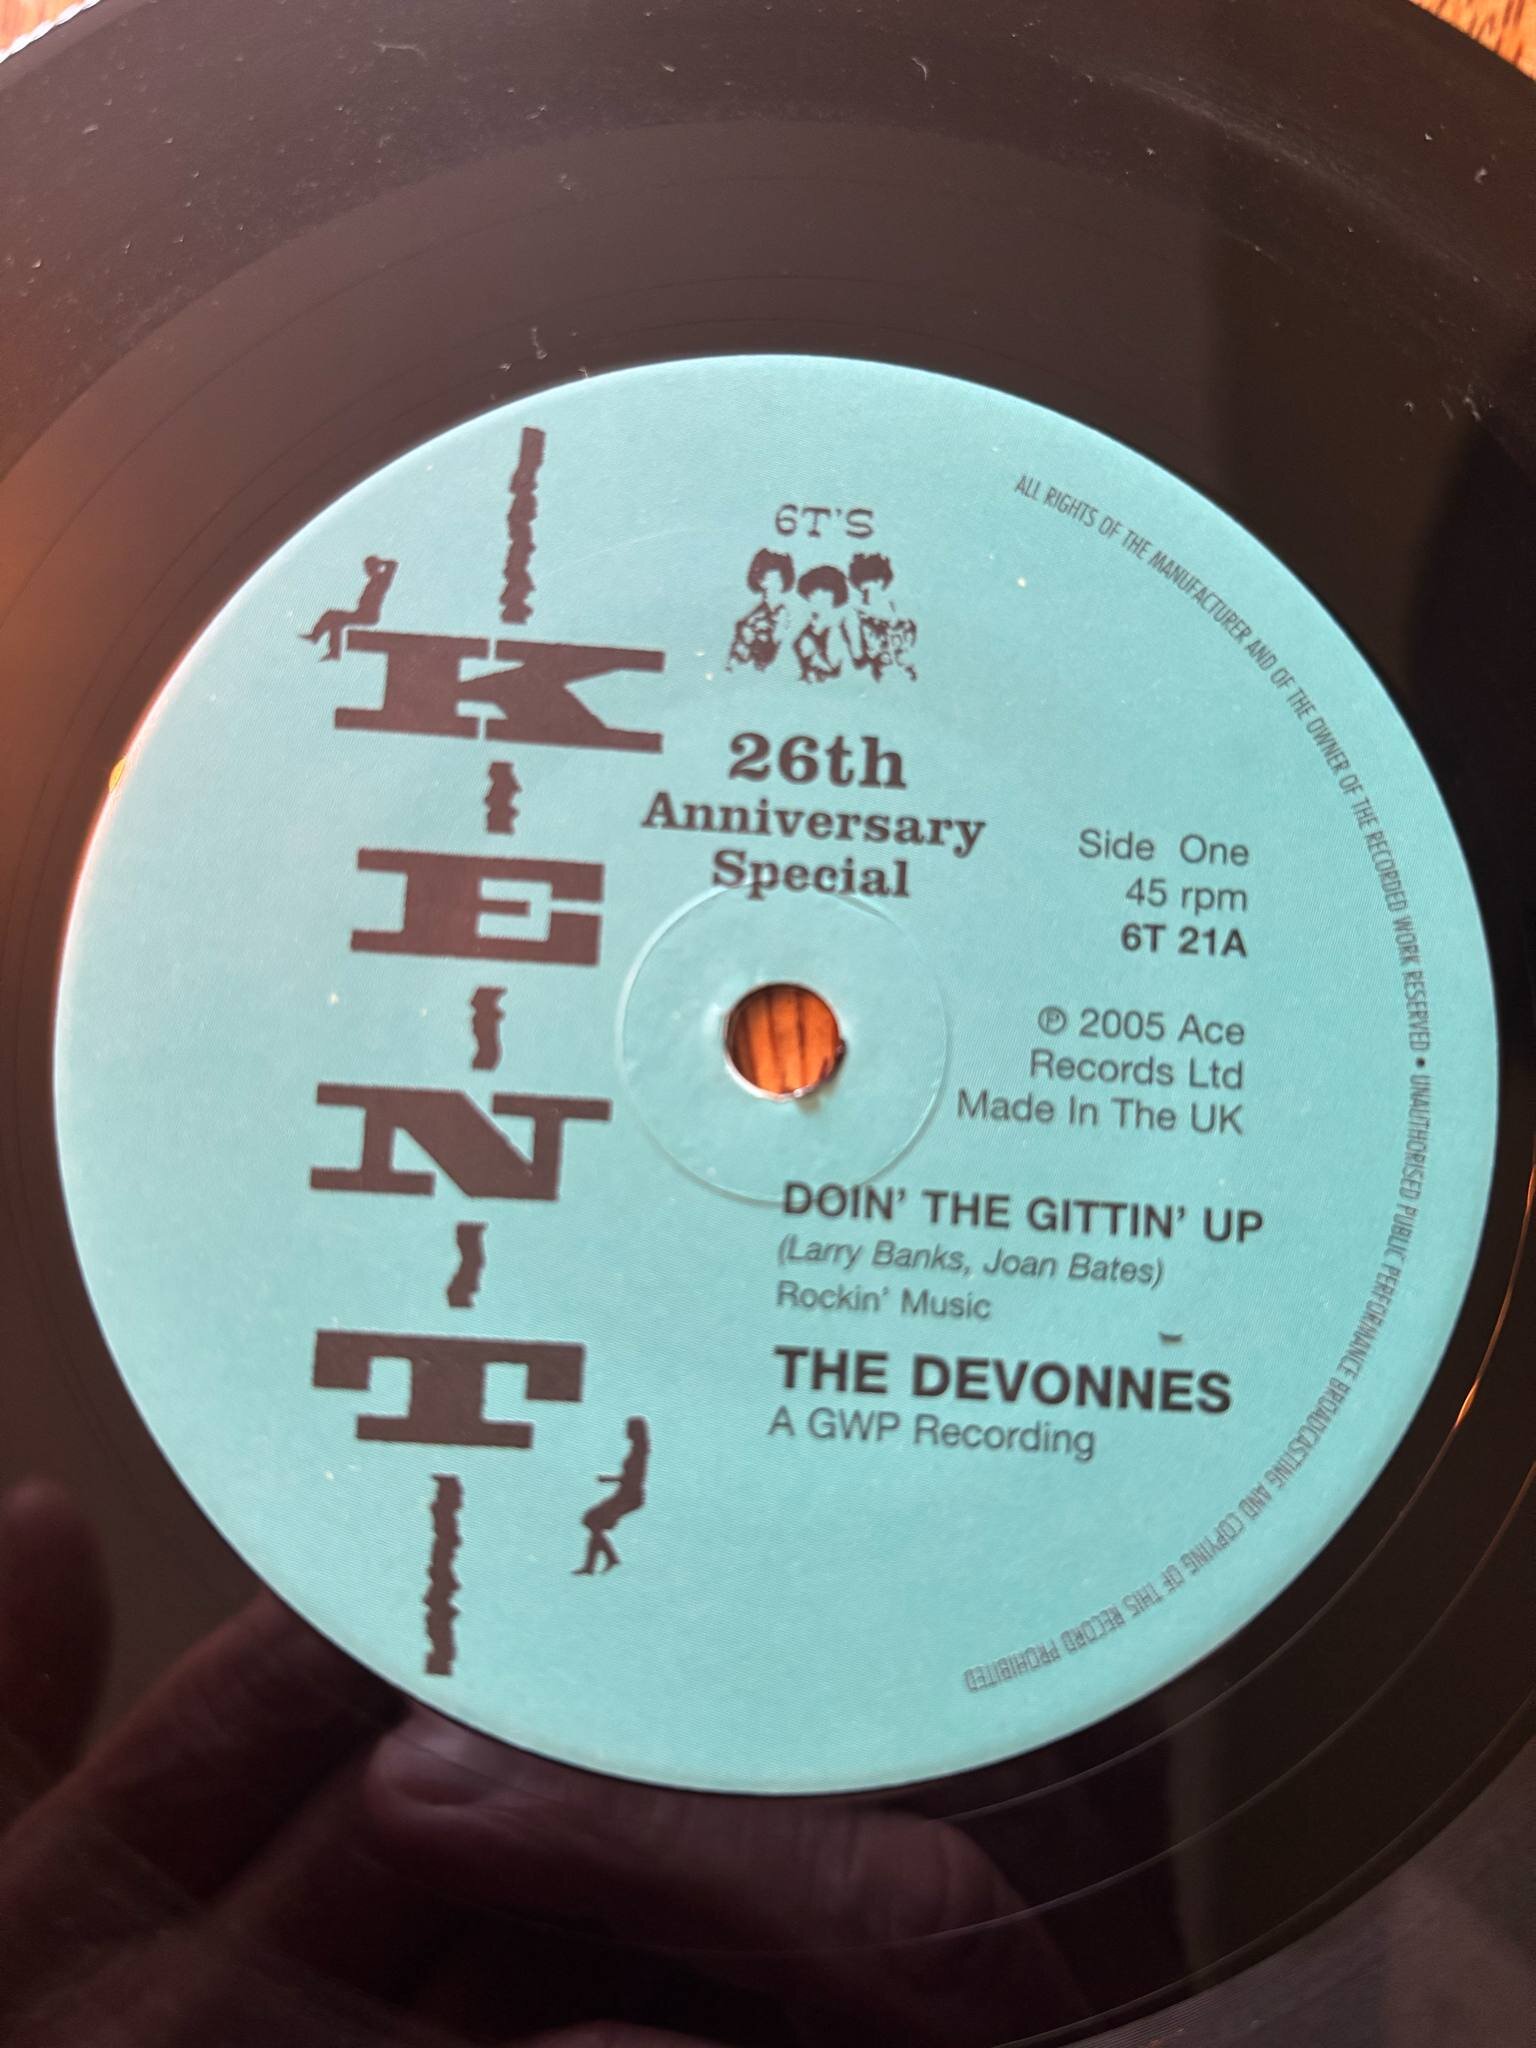 KENT
6T'S
26th
Anniversary
Special
Side One
45 rpm
6T 21A
℗ 2005 Ace
Records Ltd
Made In The UK
DOIN' THE GITTIN' UP
(Larry Banks, Joan Bates)
Rockin' Music
THE DEVONNES
A GWP Recording
ALL RIGHTS OF THE MANUFACTURER AND OF THE OWNER OF THE RECORDED WORK RESERVED • UNAUTHORISED PUBLIC PERFORMANCE BROADCASTING AND COPYING OF THIS RECORD PROHIBITED